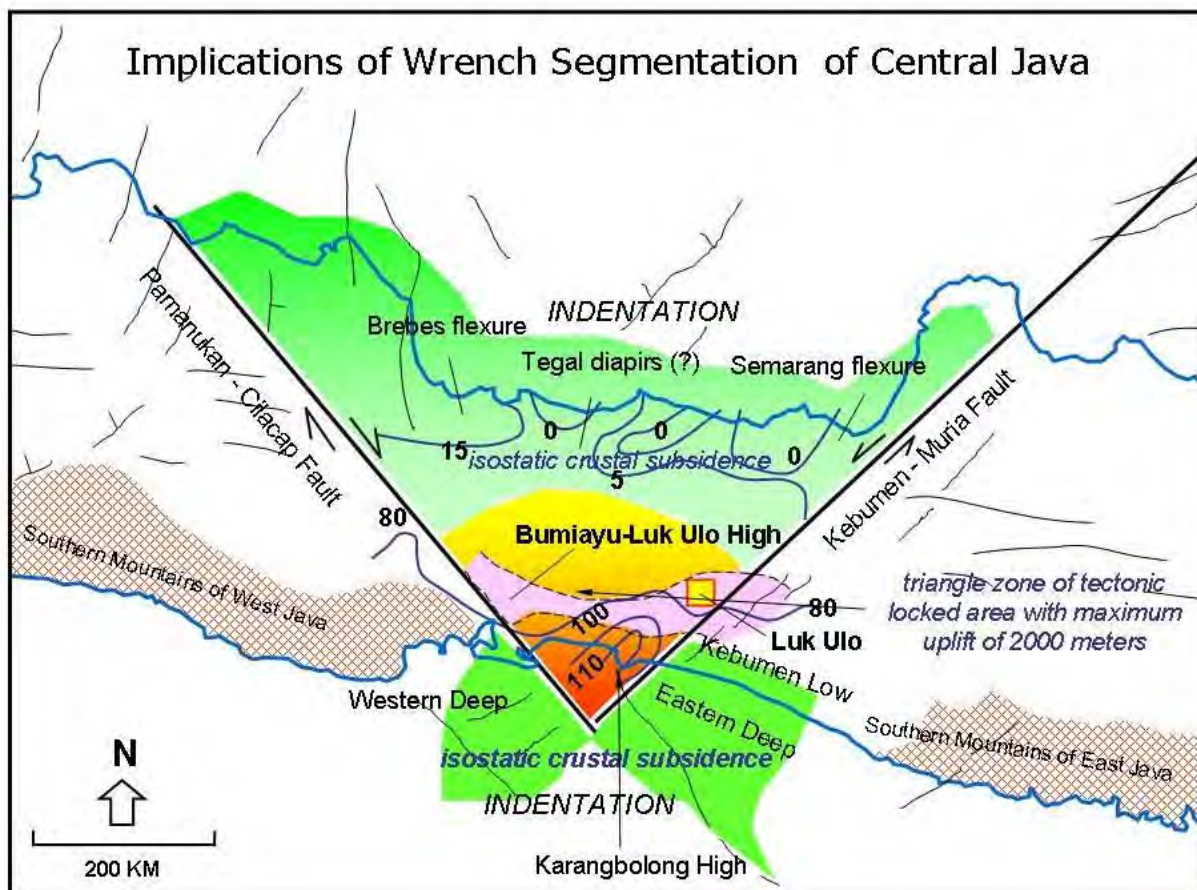 Implications of Wrench Segmentation of Central Java
INDENTATION
Brebes flexure
Tegal diapirs (?)
Semarang flexure
Pamanukan - Cilacap Fault
Kebumen - Muria Fault
0
0
0
15
isostatic crustal subsidence
5
80
Bumiayu-Luk Ulo High
Southern Mountains of West Java
triangle zone of tectonic
locked area with maximum
uplift of 2000 meters
100
80
Luk Ulo
110
Kebumen Low
Western Deep
Eastern Deep
Southern Mountains of East Java
isostatic crustal subsidence
N
INDENTATION
200 KM
Karangbolong High